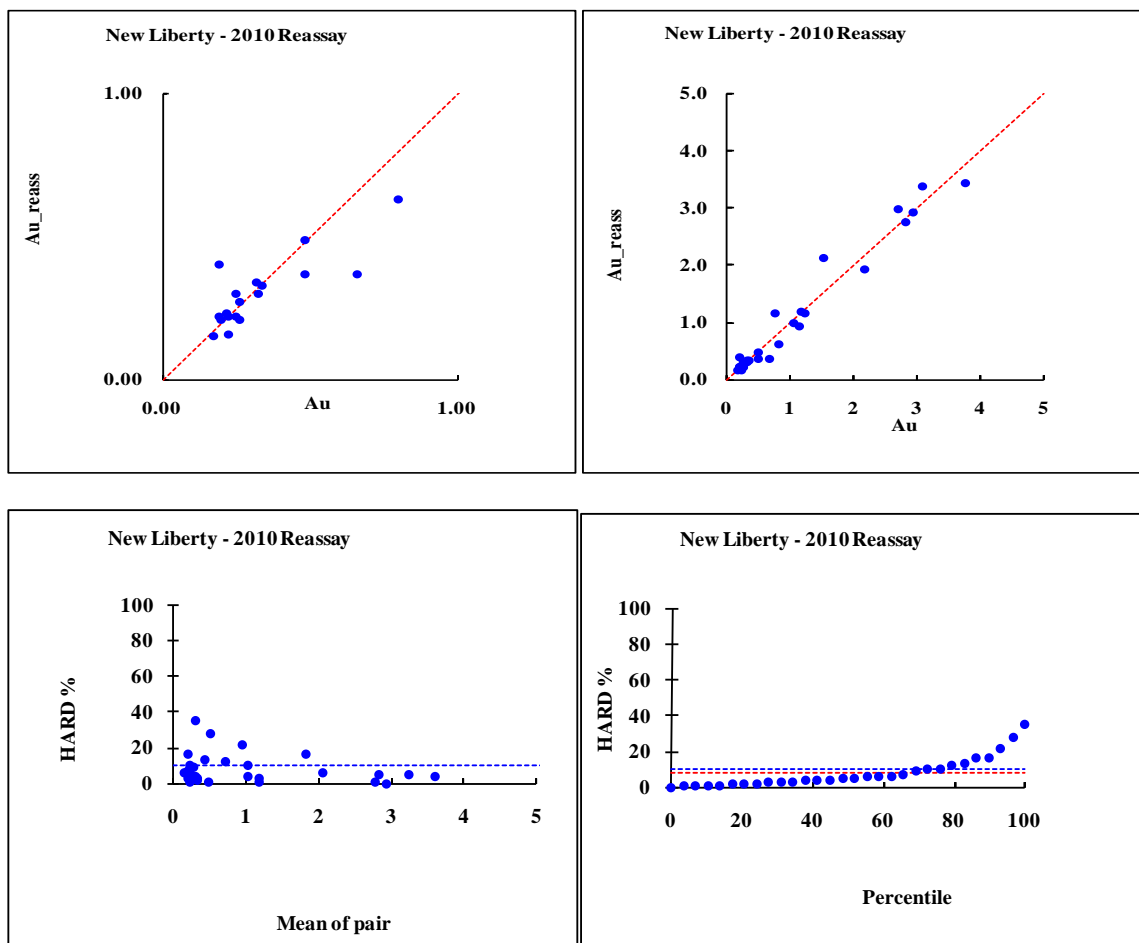 New Liberty - 2010 Reassay
1.00
Au_reass
0.00
0.00
Au
1.00
New Liberty - 2010 Reassay
5.0
4.0
3.0
Au_reass
2.0
1.0
0.0
0 1 2 3 4 5
Au
New Liberty - 2010 Reassay
100
80
60
HARD %
40
20
0
0 1 2 3 4 5
Mean of pair
New Liberty - 2010 Reassay
100
80
60
HARD %
40
20
0
0 20 40 60 80 100
Percentile